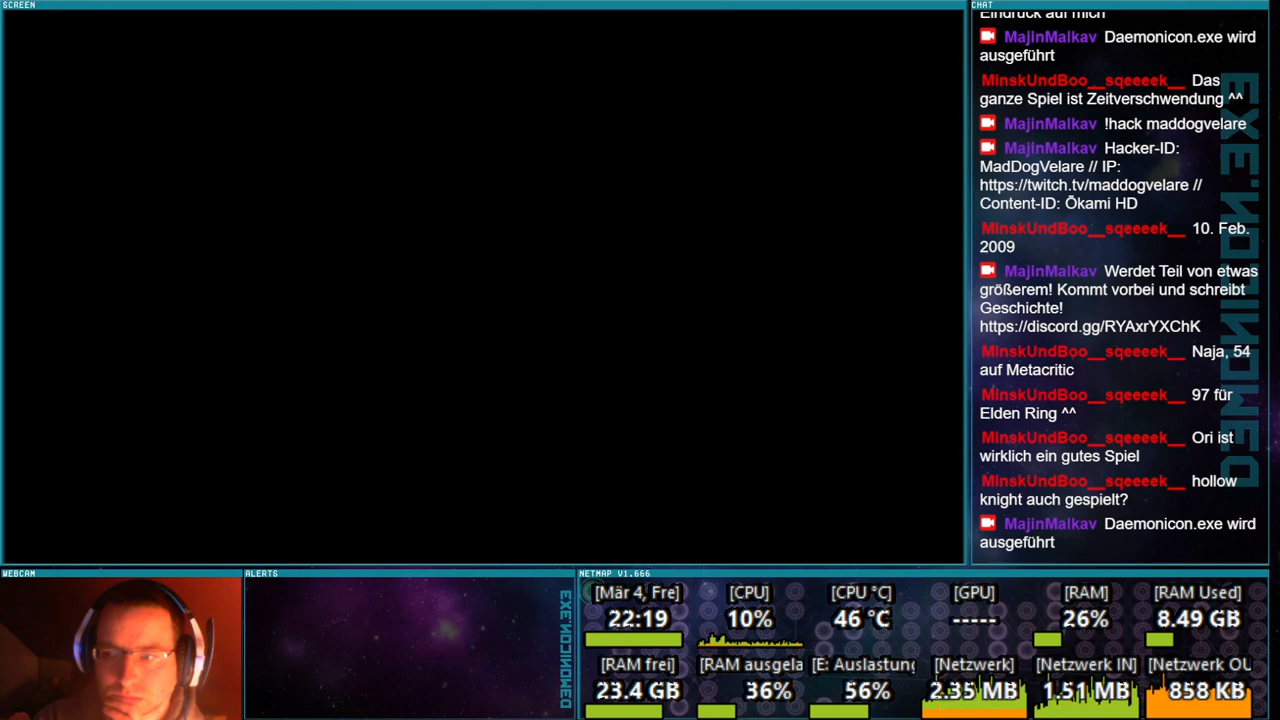 SCREEN
CHAT
Eindruck auf mich
MajinMalkav Daemonicon.exe wird
ausgeführt
MinskUndBoo__sqeeeek__ Das
ganze Spiel ist Zeitverschwendung ^^
MajinMalkav !hack maddogvelare
MajinMalkav Hacker-ID:
MadDogVelare // IP:
https://twitch.tv/maddogvelare //
Content-ID: Ōkami HD
MinskUndBoo__sqeeeek__ 10. Feb.
2009
MajinMalkav Werdet Teil von etwas
größerem! Kommt vorbei und schreibt
Geschichte!
https://discord.gg/RYAxrYXChK
MinskUndBoo__sqeeeek__ Naja, 54
auf Metacritic
MinskUndBoo__sqeeeek__ 97 für
Elden Ring ^^
MinskUndBoo__sqeeeek__ Ori ist
wirklich ein gutes Spiel
MinskUndBoo__sqeeeek__ hollow
knight auch gespielt?
MajinMalkav Daemonicon.exe wird
ausgeführt
WEBCAM
ALERTS
NETMAP V1.666
[Mär 4, Fre] [CPU] [CPU °C] [GPU] [RAM] [RAM Used]
22:19 10% 46 °C ----- 26% 8.49 GB
[RAM frei] [RAM ausgela [E: Auslastung [Netzwerk] [Netzwerk IN] [Netzwerk OU
23.4 GB 36% 56% 2.35 MB 1.51 MB 858 KB